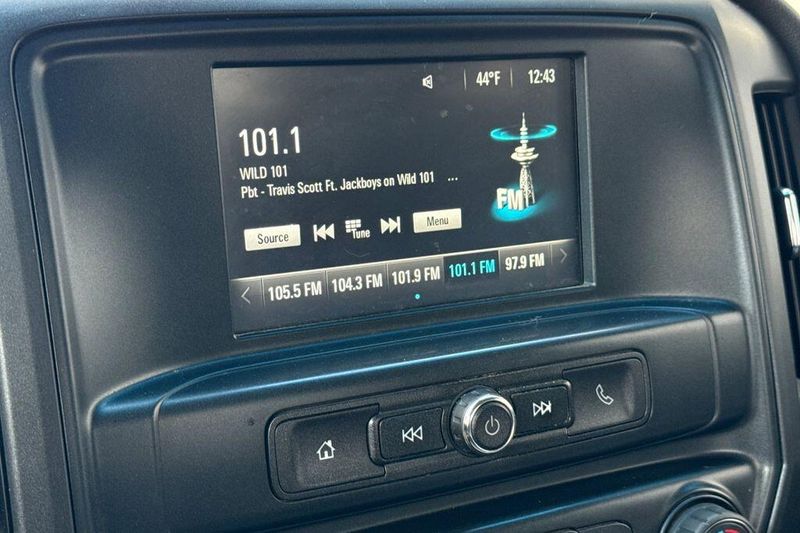 44°F 12:43
101.1
WILD 101
Pbt - Travis Scott Ft. Jackboys on Wild 101 ...
FM
Source Tune Menu
105.5 FM 104.3 FM 101.9 FM 101.1 FM 97.9 FM